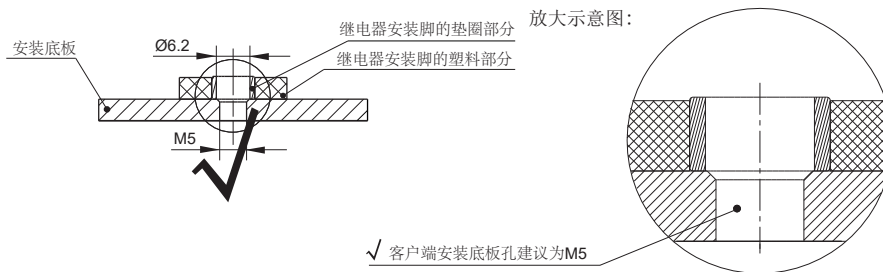 放大示意图：
继电器安装脚的垫圈部分
Ø6.2
安装底板
继电器安装脚的塑料部分
M5
√ 客户端安装底板孔建议为M5